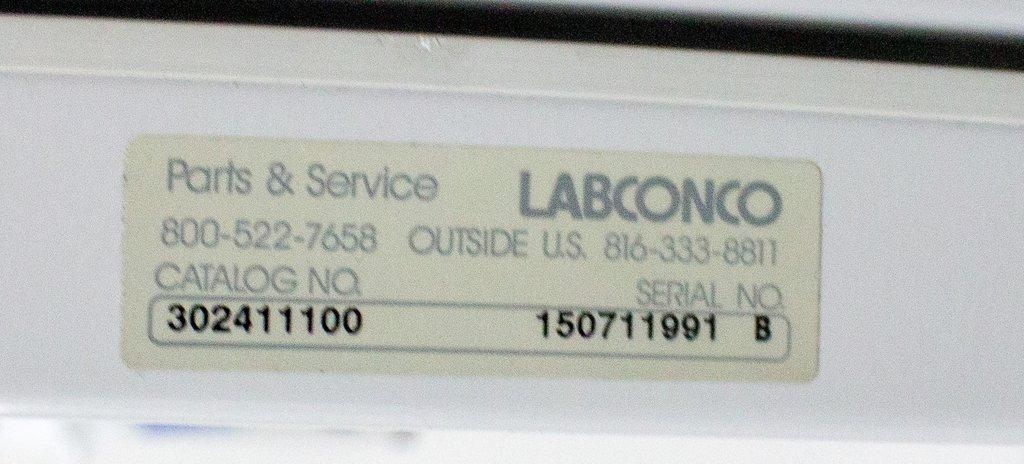 Parts & Service LABCONCO
800-522-7658 OUTSIDE U.S. 816-333-8811
CATALOG NO. SERIAL NO.
302411100 150711991 B